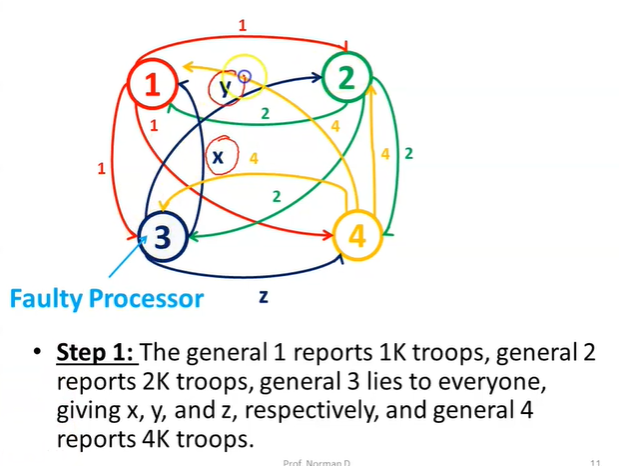 1
1
y
2
2
4
1
x
4
4
2
1
2
3
4
Faulty Processor
z
• Step 1: The general 1 reports 1K troops, general 2
reports 2K troops, general 3 lies to everyone,
giving x, y, and z, respectively, and general 4
reports 4K troops.
Prof. Norman D
11